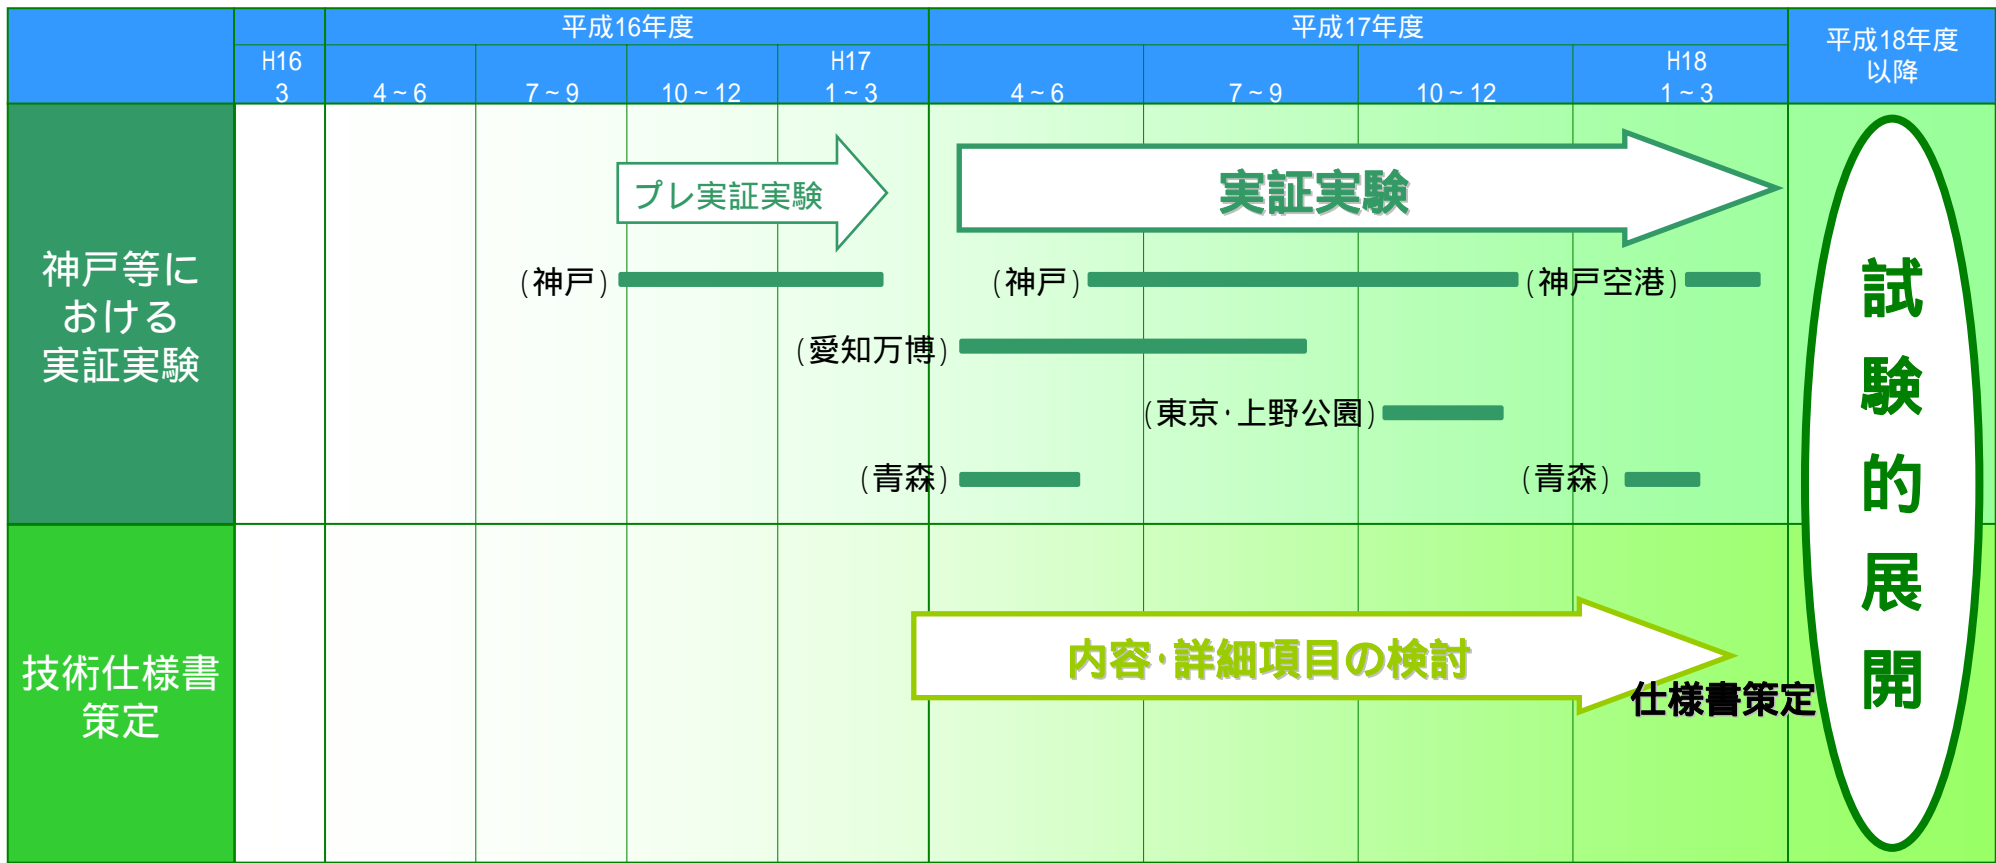 平成16年度
平成17年度
平成18年度
以降
H16
3
4～6
7～9
10～12
H17
1～3
4～6
7～9
10～12
H18
1～3
神戸等に
おける
実証実験
プレ実証実験
実証実験
(神戸)
(神戸)
(神戸空港)
(愛知万博)
(東京･上野公園)
(青森)
(青森)
技術仕様書
策定
内容･詳細項目の検討
仕様書策定
試
験
的
展
開